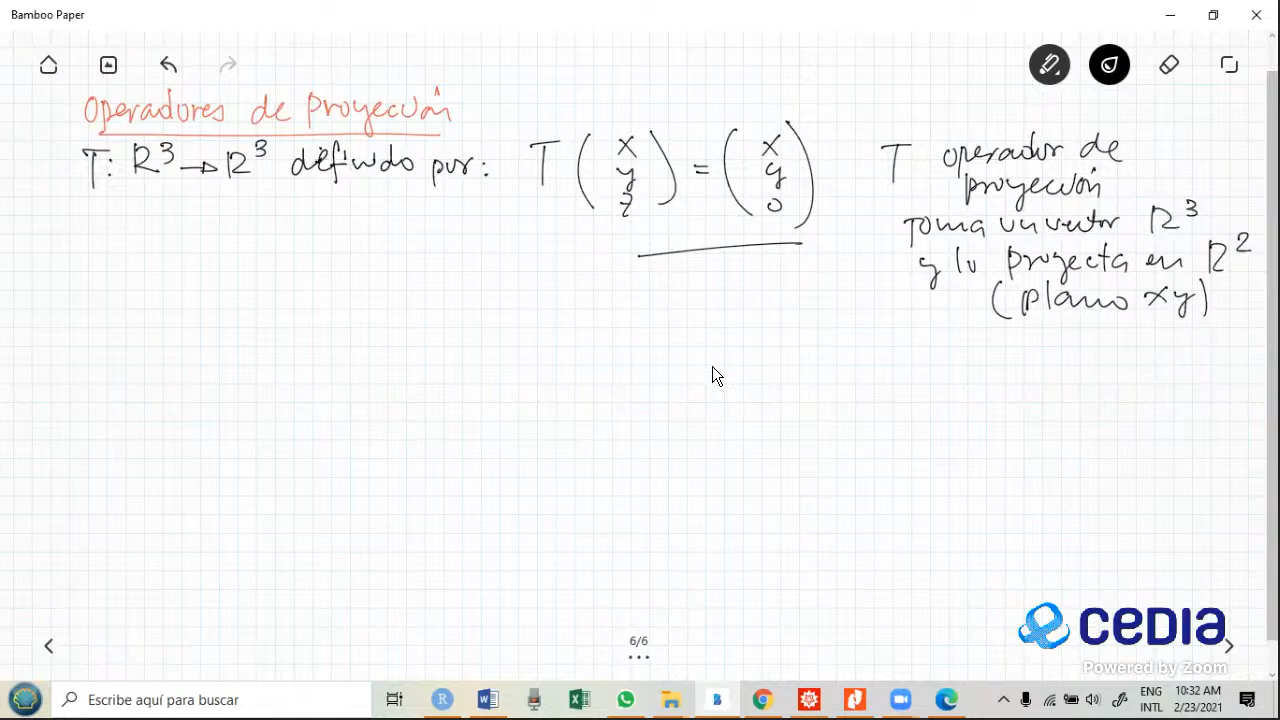 Bamboo Paper
Operadores de proyección
T: R³ → R³ definido por: T(x y z) = (x y 0)
T operador de
proyección
Toma un vector R³
y lo proyecta en R²
(plano xy)
6/6
cedia
Powered by Zoom
Escribe aquí para buscar
ENG
INTL
10:32 AM
2/23/2021